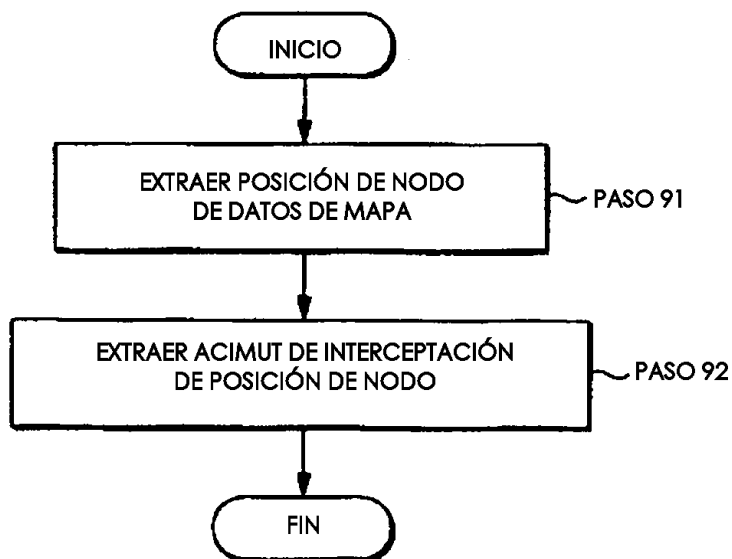 INICIO
EXTRAER POSICIÓN DE NODO
DE DATOS DE MAPA
PASO 91
EXTRAER ACIMUT DE INTERCEPTACIÓN
DE POSICIÓN DE NODO
PASO 92
FIN